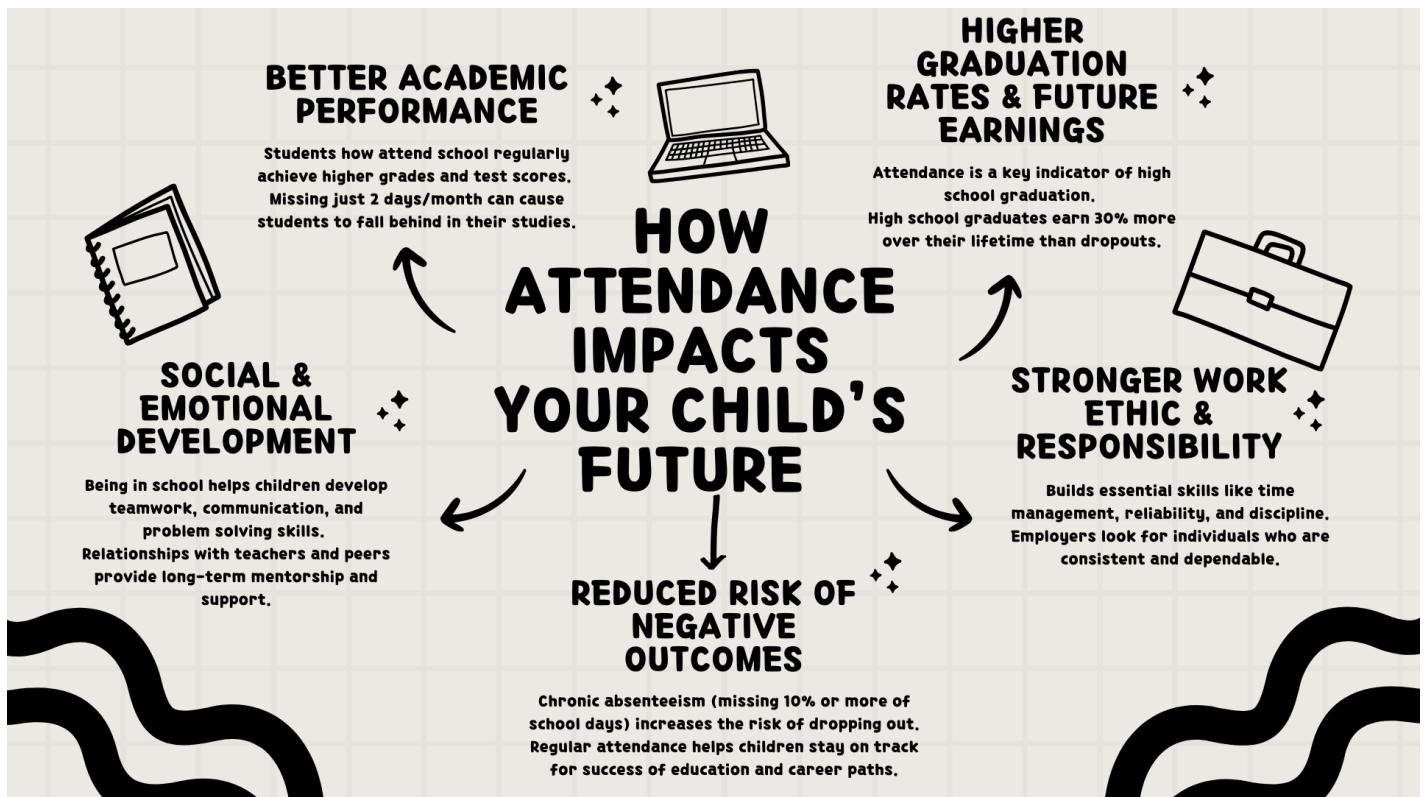 HOW
ATTENDANCE
IMPACTS
YOUR CHILD'S
FUTURE
BETTER ACADEMIC
PERFORMANCE
Students how attend school regularly
achieve higher grades and test scores.
Missing just 2 days/month can cause
students to fall behind in their studies.
HIGHER
GRADUATION
RATES & FUTURE
EARNINGS
Attendance is a key indicator of high
school graduation.
High school graduates earn 30% more
over their lifetime than dropouts.
SOCIAL &
EMOTIONAL
DEVELOPMENT
Being in school helps children develop
teamwork, communication, and
problem solving skills.
Relationships with teachers and peers
provide long-term mentorship and
support.
STRONGER WORK
ETHIC &
RESPONSIBILITY
Builds essential skills like time
management, reliability, and discipline.
Employers look for individuals who are
consistent and dependable.
REDUCED RISK OF
NEGATIVE
OUTCOMES
Chronic absenteeism (missing 10% or more of
school days) increases the risk of dropping out.
Regular attendance helps children stay on track
for success of education and career paths.